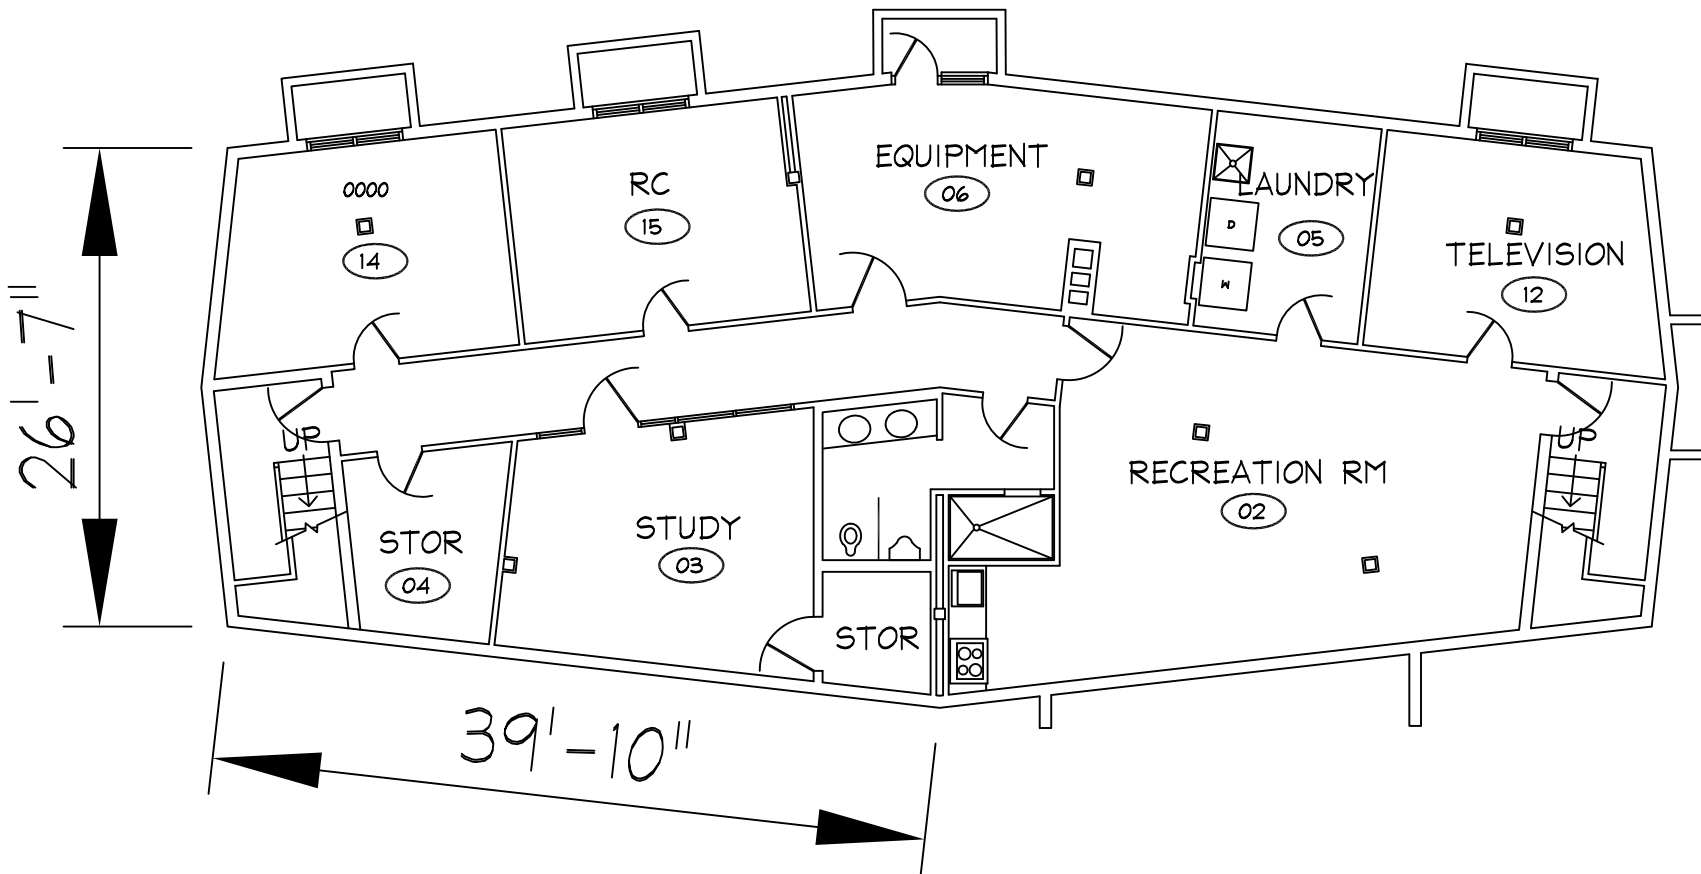 EQUIPMENT
06
RC
15
0000
14
LAUNDRY
05
D
W
TELEVISION
12
26'-7"
UP
UP
RECREATION RM
02
STUDY
03
STOR
04
STOR
39'-10"